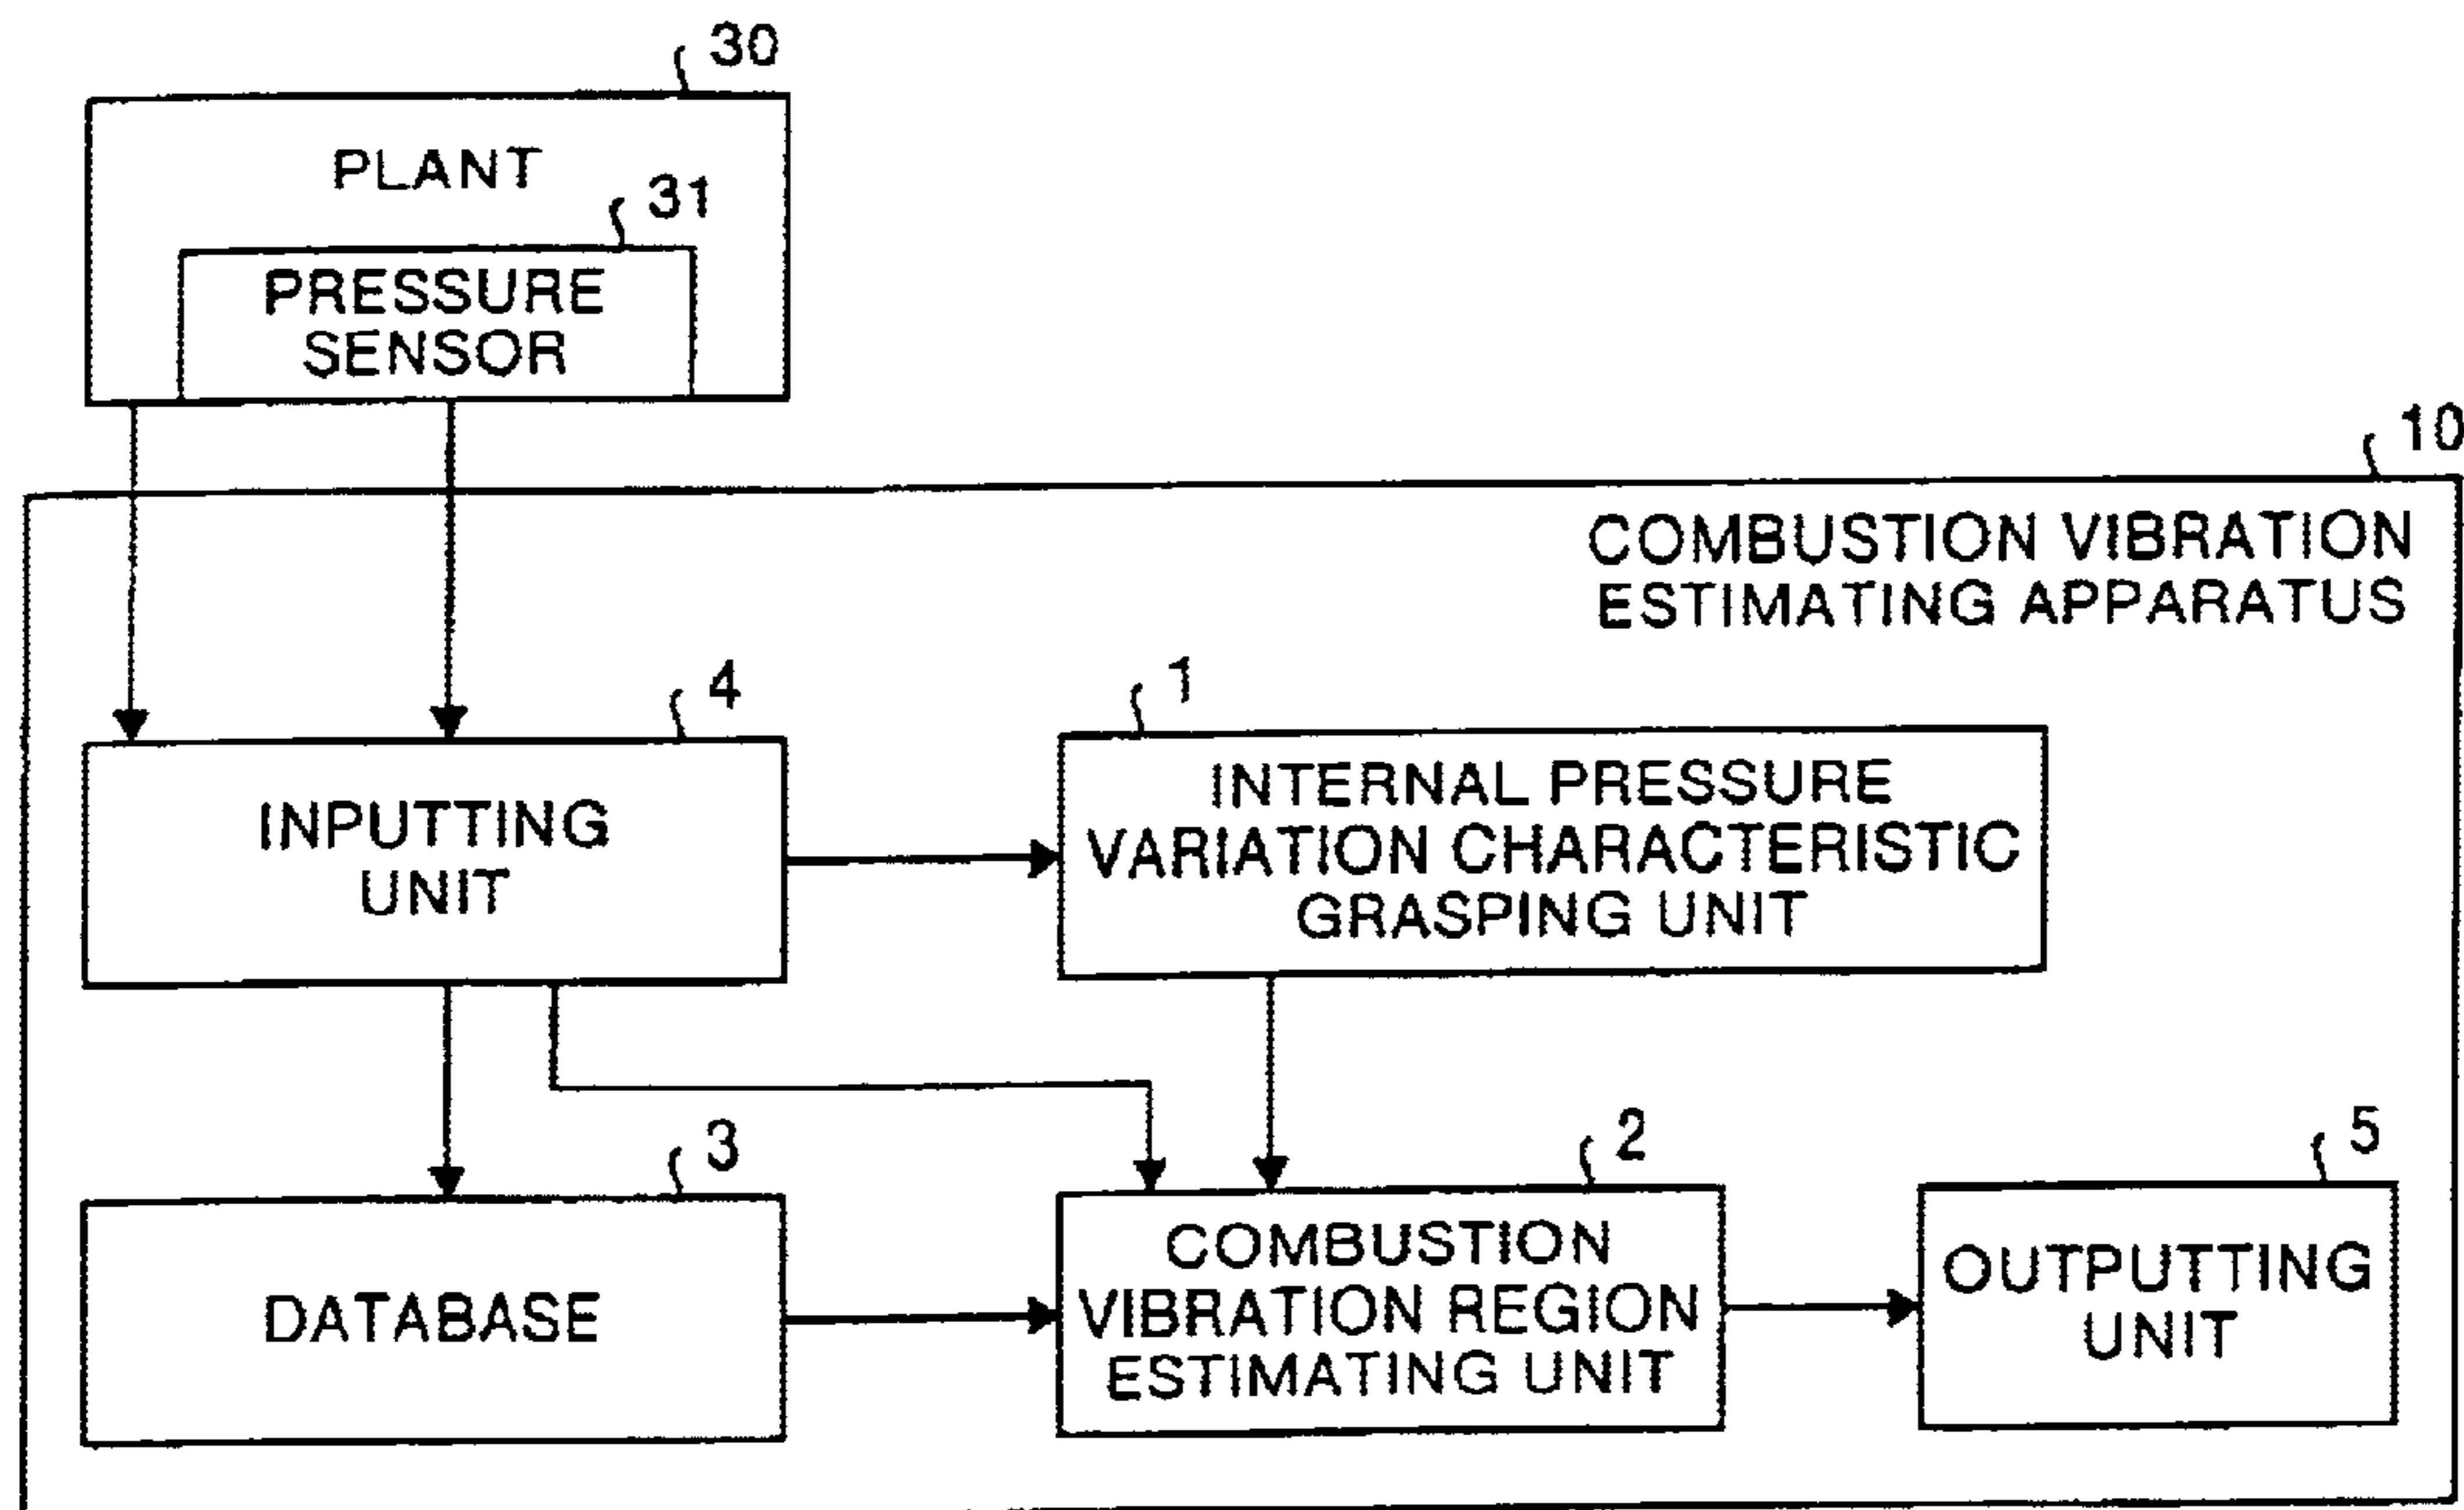 30
PLANT
31
PRESSURE
SENSOR
10
COMBUSTION VIBRATION
ESTIMATING APPARATUS
4
INPUTTING
UNIT
1
INTERNAL PRESSURE
VARIATION CHARACTERISTIC
GRASPING UNIT
3
DATABASE
2
COMBUSTION
VIBRATION REGION
ESTIMATING UNIT
5
OUTPUTTING
UNIT